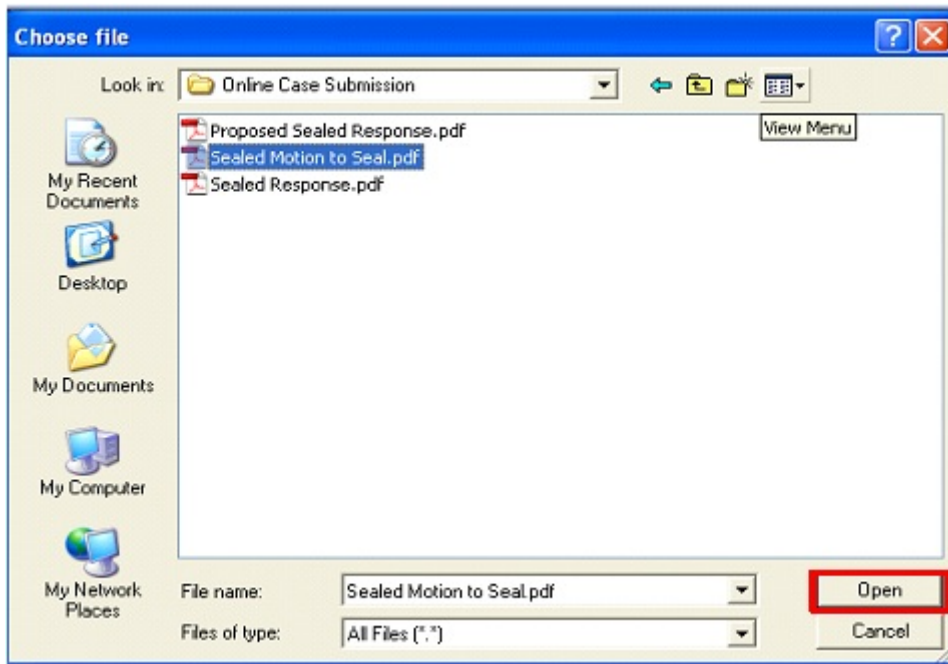 Choose file
Look in:
Online Case Submission
View Menu
Proposed Sealed Response.pdf
Sealed Motion to Seal.pdf
Sealed Response.pdf
My Recent
Documents
Desktop
My Documents
My Computer
My Network
Places
File name:
Sealed Motion to Seal.pdf
Open
Files of type:
All Files (*.*)
Cancel